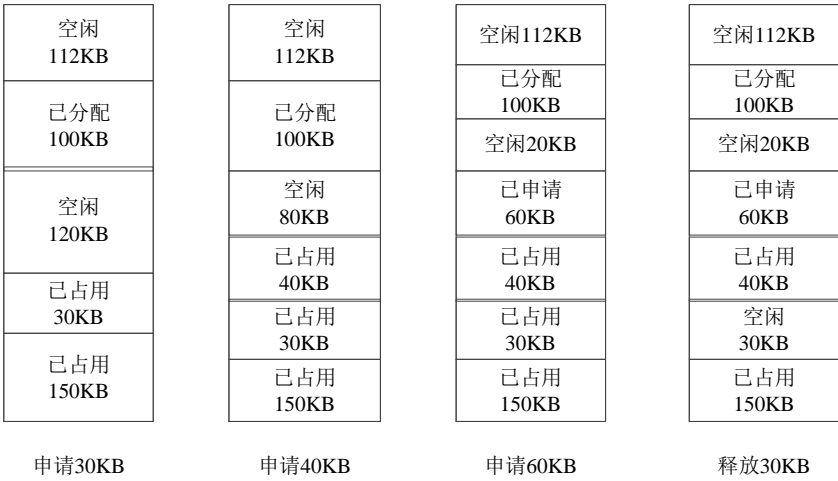 空闲
112KB
已分配
100KB
空闲
120KB
已占用
30KB
已占用
150KB
申请30KB
空闲
112KB
已分配
100KB
空闲
80KB
已占用
40KB
已占用
30KB
已占用
150KB
申请40KB
空闲112KB
已分配
100KB
空闲20KB
已申请
60KB
已占用
40KB
已占用
30KB
已占用
150KB
申请60KB
空闲112KB
已分配
100KB
空闲20KB
已申请
60KB
已占用
40KB
空闲
30KB
已占用
150KB
释放30KB